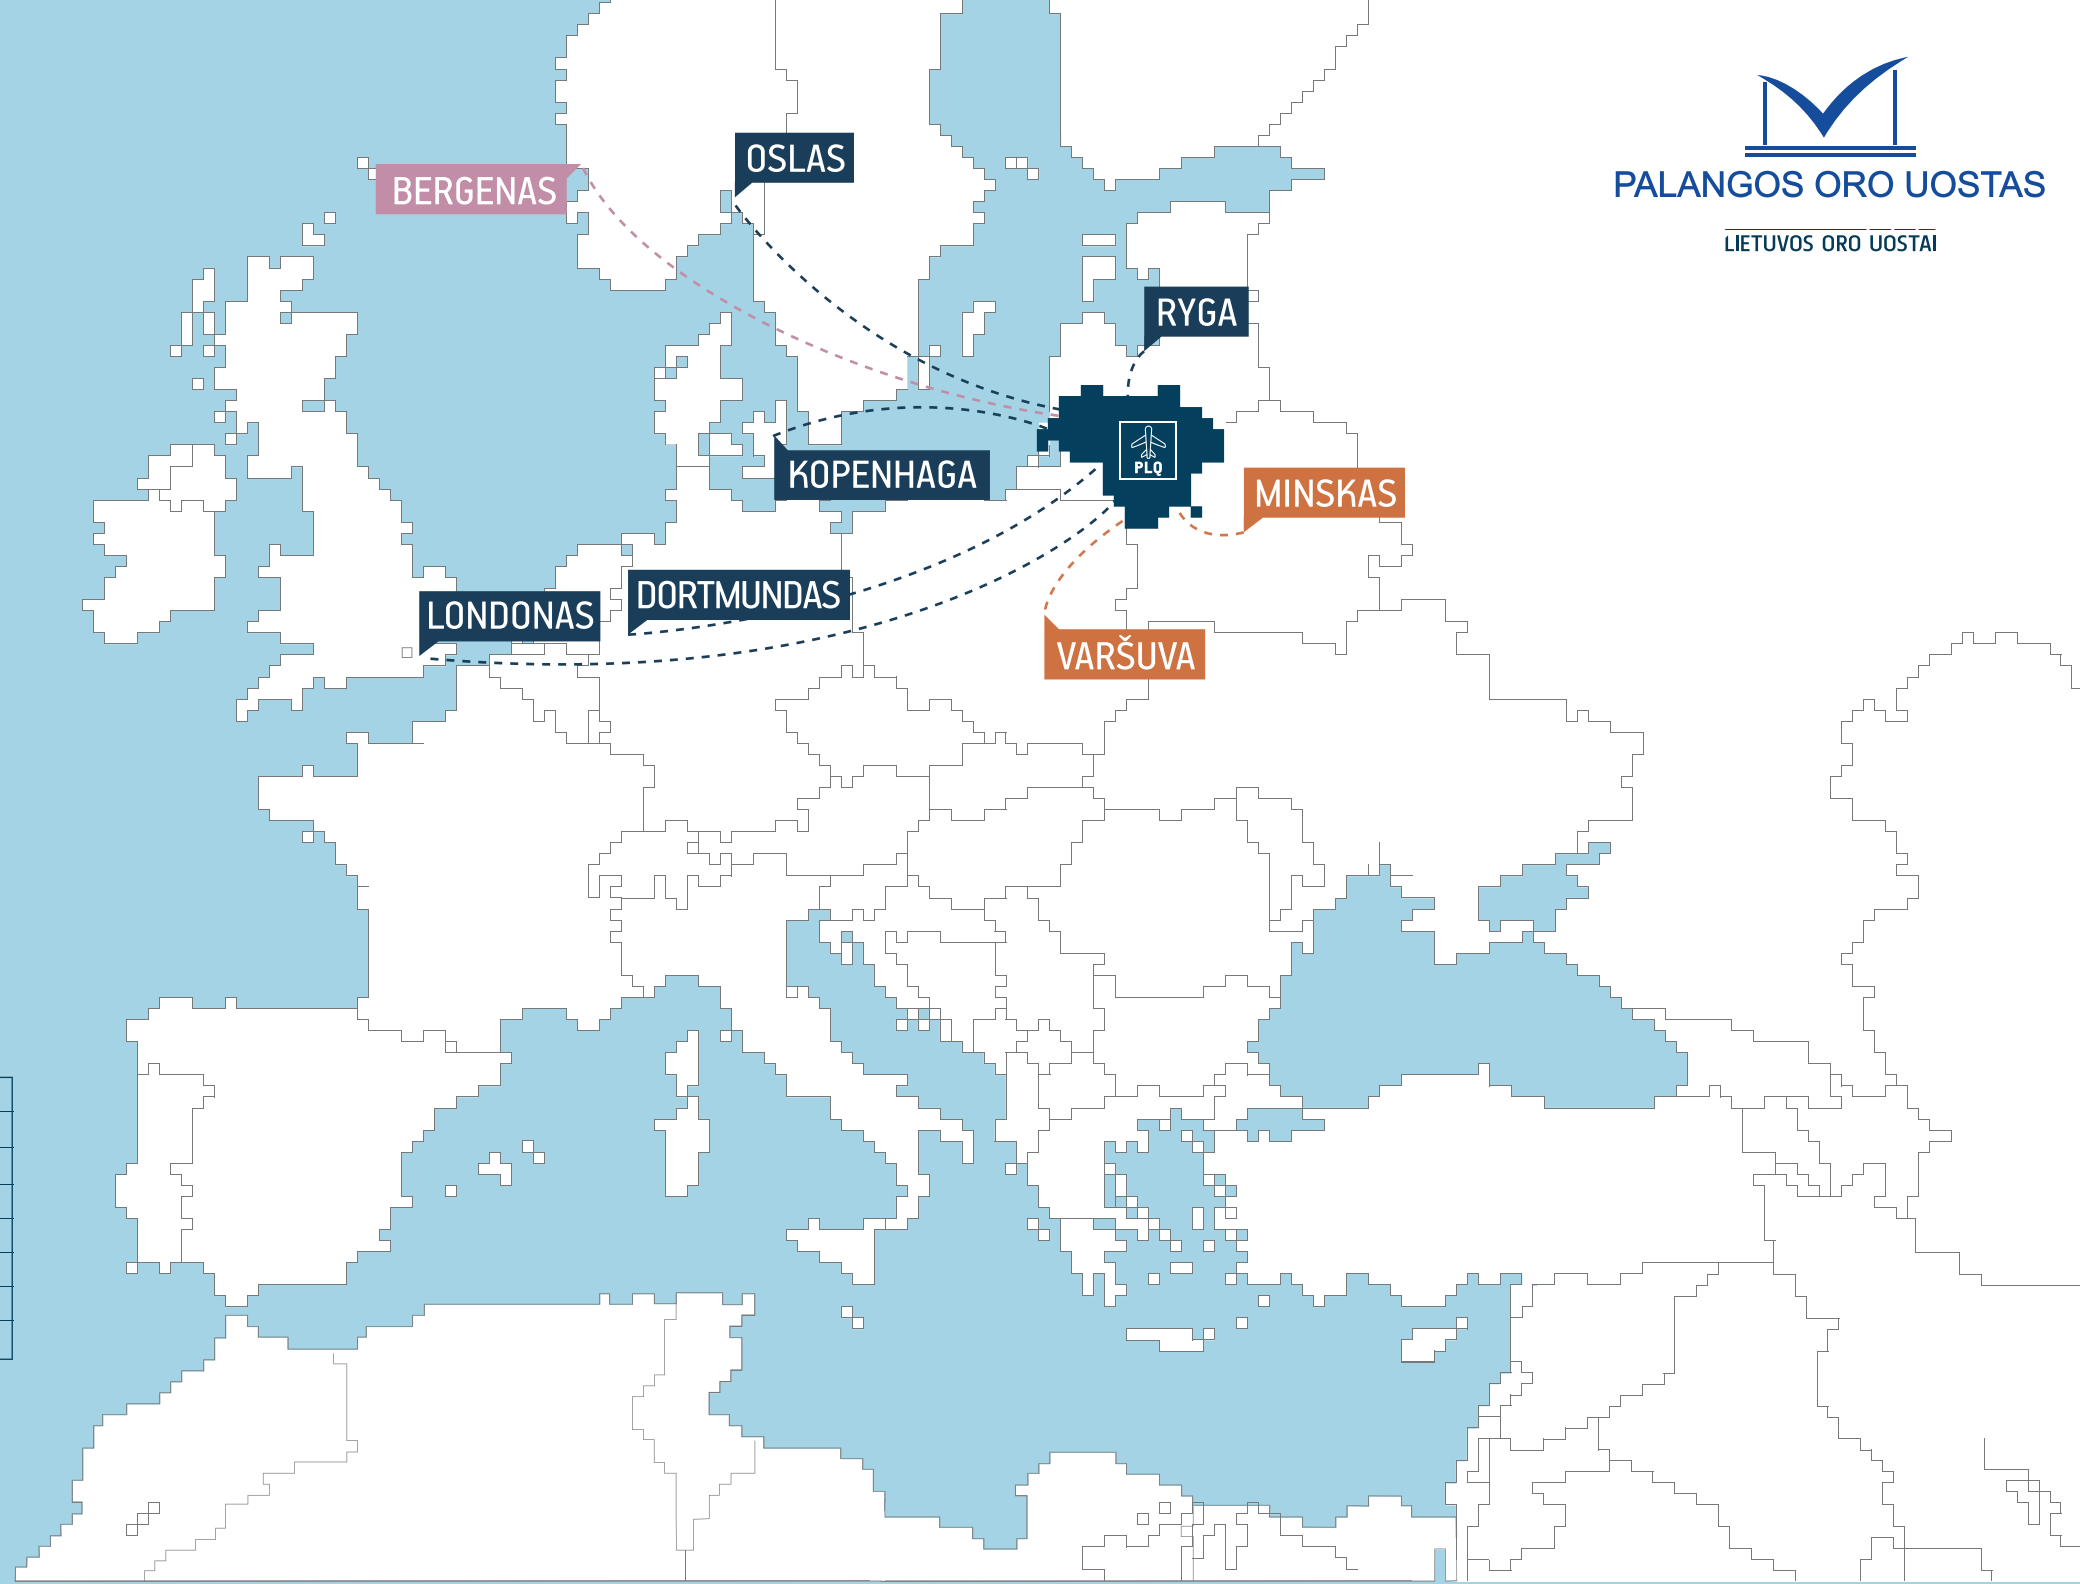 OSLAS
BERGENAS
PALANGOS ORO UOSTAS
LIETUVOS ORO UOSTAI
RYGA
PLQ
KOPENHAGA
MINSKAS
DORTMUNDAS
LONDONAS
VARŠUVA